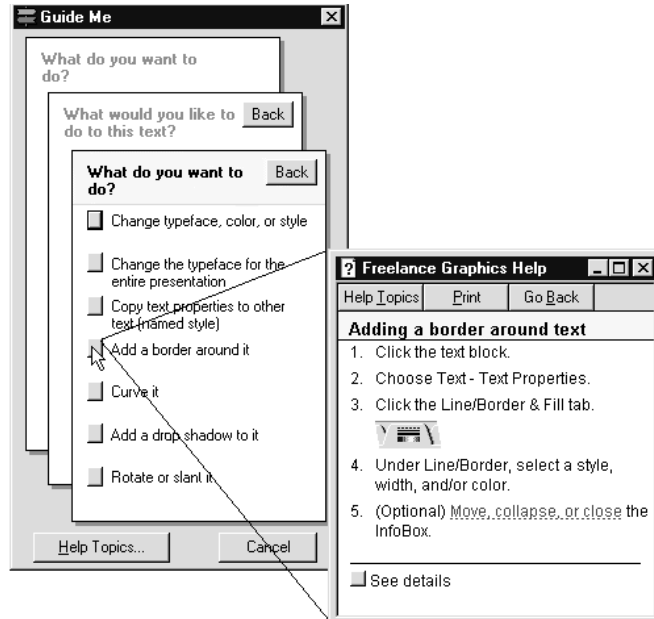 Guide Me
What do you want to
do?
What would you like to
do to this text?
Back
What do you want to
do?
Back
Change typeface, color, or style
Change the typeface for the
entire presentation
Copy text properties to other
text (named style)
Add a border around it
Curve it
Add a drop shadow to it
Rotate or slant it
Help Topics...
Cancel
Freelance Graphics Help
Help Topics
Print
Go Back
Adding a border around text
1. Click the text block.
2. Choose Text - Text Properties.
3. Click the Line/Border & Fill tab.
4. Under Line/Border, select a style,
width, and/or color.
5. (Optional) Move, collapse, or close the
InfoBox.
See details